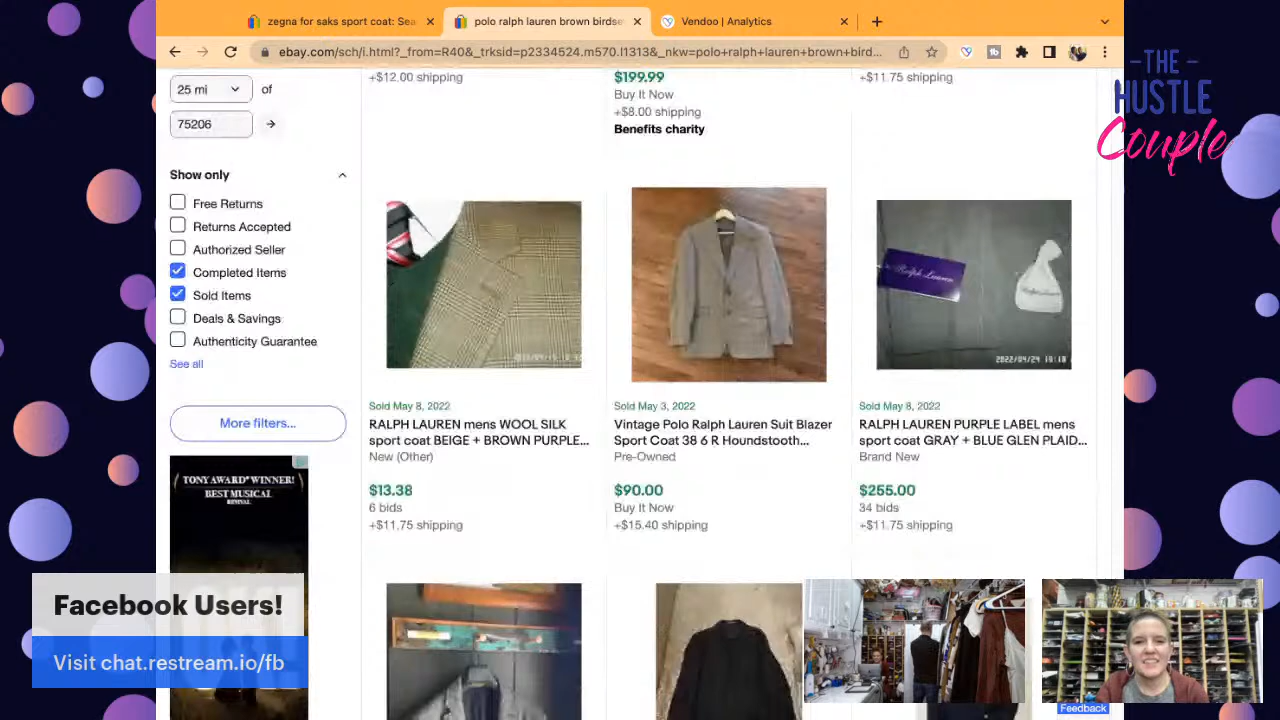 zegna for saks sport coat: Sea
polo ralph lauren brown birdse
Vendoo | Analytics
ebay.com/sch/i.html?_from=R40&_trksid=p2334524.m570.l1313&_nkw=polo+ralph+lauren+brown+bird...
-THE-
HUSTLE
Couple
25 mi
of
75206
Show only
Free Returns
Returns Accepted
Authorized Seller
Completed Items
Sold Items
Deals & Savings
Authenticity Guarantee
See all
More filters...
TONY AWARD® WINNER!
BEST MUSICAL
REVIVAL
+$12.00 shipping
$199.99
Buy It Now
+$8.00 shipping
Benefits charity
+$11.75 shipping
Sold May 8, 2022
RALPH LAUREN mens WOOL SILK
sport coat BEIGE + BROWN PURPLE...
New (Other)
$13.38
6 bids
+$11.75 shipping
Sold May 3, 2022
Vintage Polo Ralph Lauren Suit Blazer
Sport Coat 38 6 R Houndstooth...
Pre-Owned
$90.00
Buy It Now
+$15.40 shipping
Ralph Lauren
Sold May 8, 2022
RALPH LAUREN PURPLE LABEL mens
sport coat GRAY + BLUE GLEN PLAID...
Brand New
$255.00
34 bids
+$11.75 shipping
Facebook Users!
Visit chat.restream.io/fb
Feedback